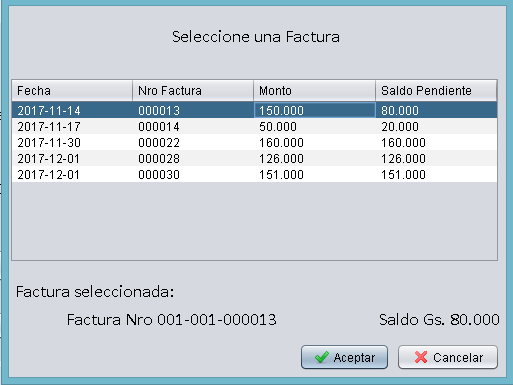 Seleccione una Factura
Fecha Nro Factura Monto Saldo Pendiente
2017-11-14 000013 150.000 80.000
2017-11-17 000014 50.000 20.000
2017-11-30 000022 160.000 160.000
2017-12-01 000028 126.000 126.000
2017-12-01 000030 151.000 151.000
Factura seleccionada:
Factura Nro 001-001-000013 Saldo Gs. 80.000
Aceptar Cancelar